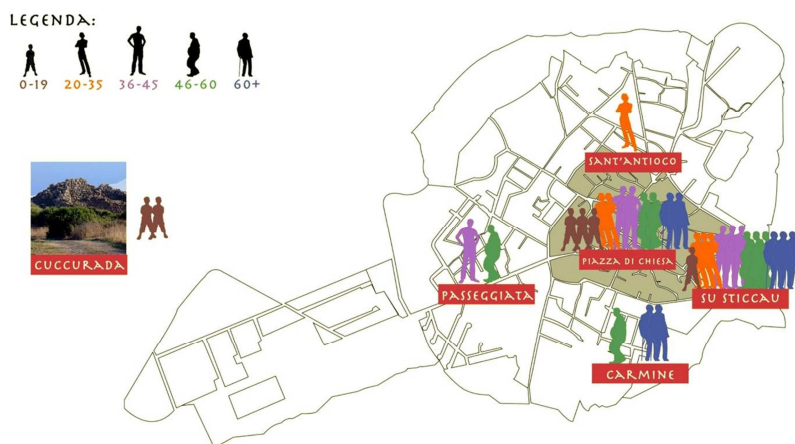 LEGENDA:
0-19 20-35 36-45 46-60 60+
SANT'ANTIOCO
CUCCURADA
PIAZZA DI CHIESA
PASSEGGIATA
SU STICCAU
CARMINE